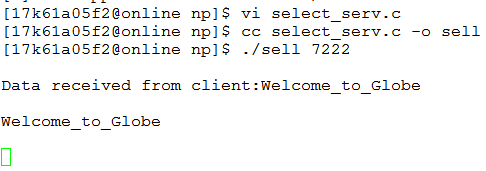 [17k61a05f2@online np]$ vi select_serv.c
[17k61a05f2@online np]$ cc select_serv.c -o sell
[17k61a05f2@online np]$ ./sell 7222
Data received from client:Welcome_to_Globe
Welcome_to_Globe